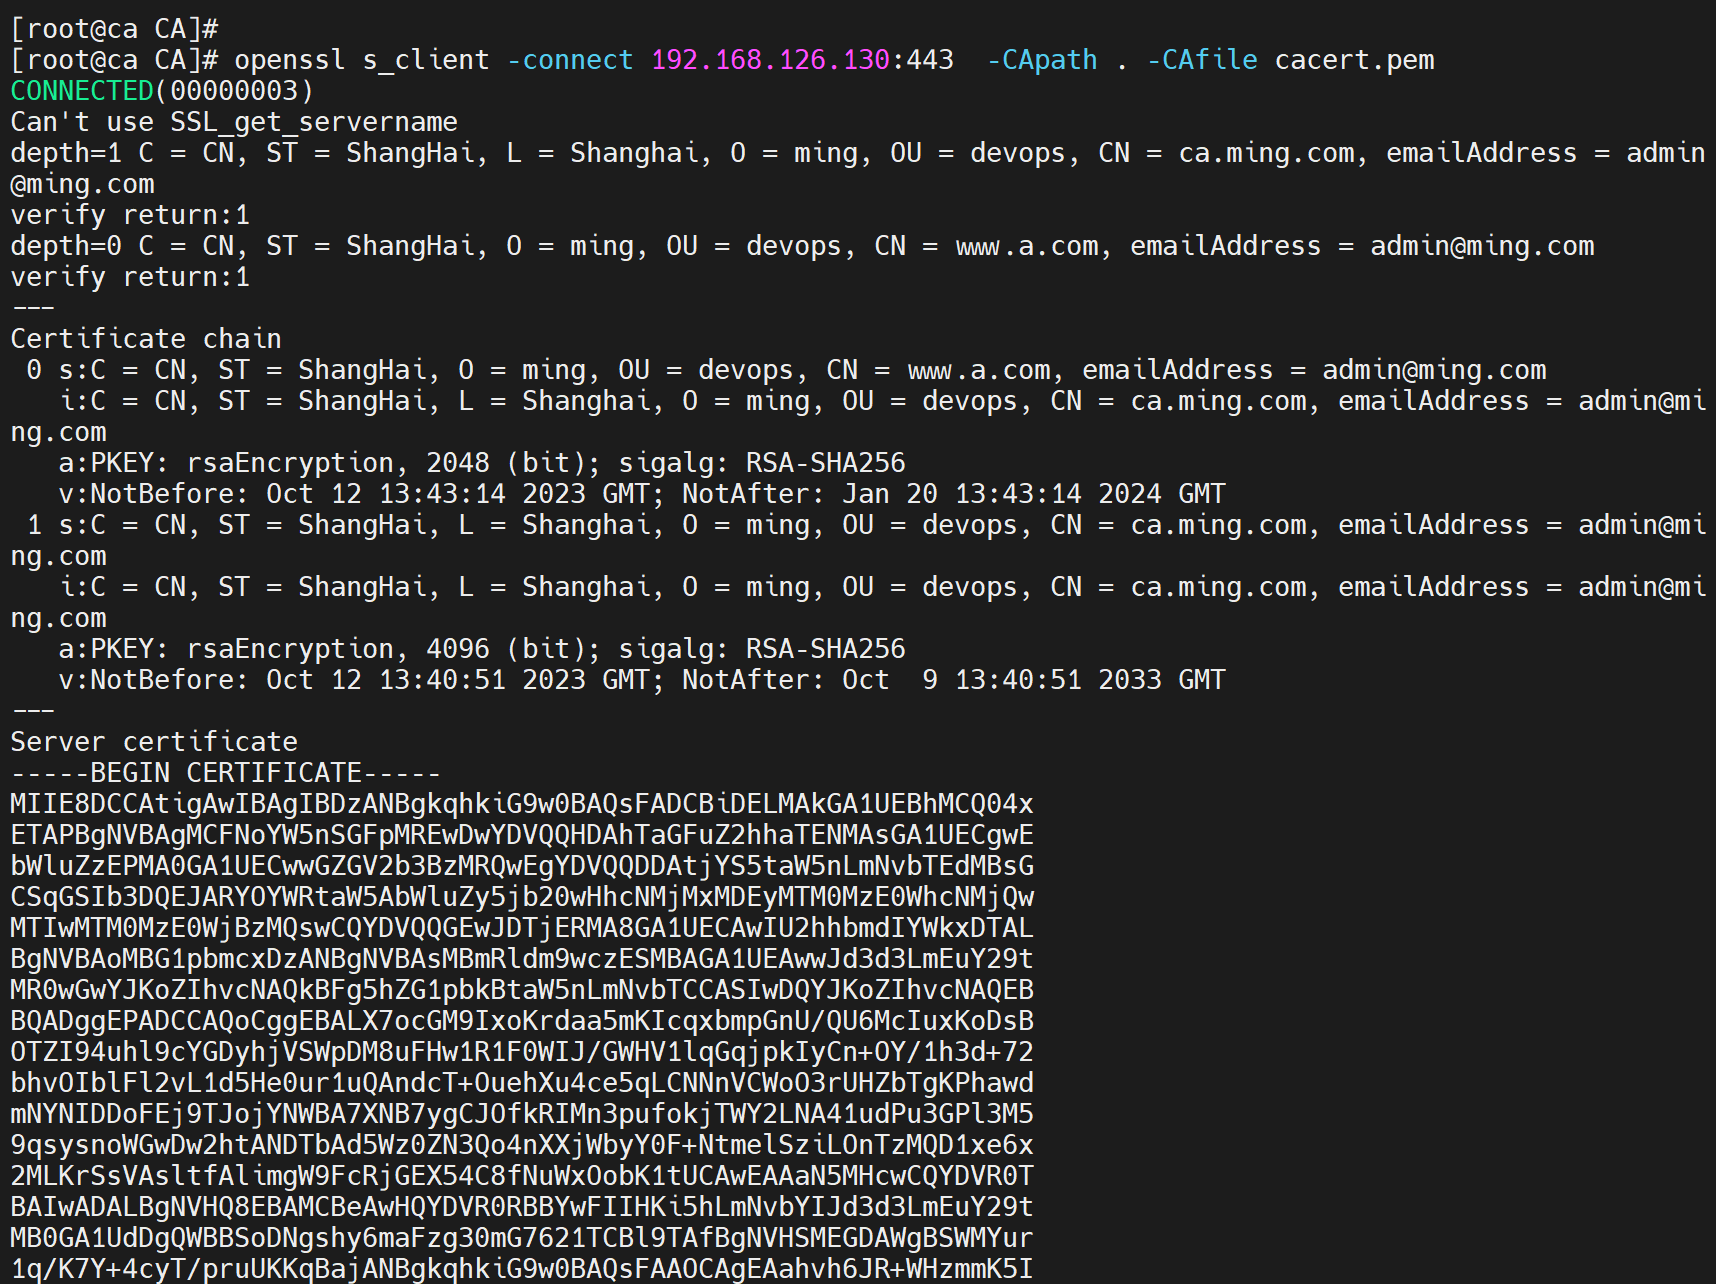 [root@ca CA]#
[root@ca CA]# openssl s_client -connect 192.168.126.130:443  -CApath . -CAfile cacert.pem
CONNECTED(00000003)
Can't use SSL_get_servername
depth=1 C = CN, ST = ShangHai, L = Shanghai, O = ming, OU = devops, CN = ca.ming.com, emailAddress = admin
@ming.com
verify return:1
depth=0 C = CN, ST = ShangHai, O = ming, OU = devops, CN = www.a.com, emailAddress = admin@ming.com
verify return:1
---
Certificate chain
 0 s:C = CN, ST = ShangHai, O = ming, OU = devops, CN = www.a.com, emailAddress = admin@ming.com
   i:C = CN, ST = ShangHai, L = Shanghai, O = ming, OU = devops, CN = ca.ming.com, emailAddress = admin@mi
ng.com
   a:PKEY: rsaEncryption, 2048 (bit); sigalg: RSA-SHA256
   v:NotBefore: Oct 12 13:43:14 2023 GMT; NotAfter: Jan 20 13:43:14 2024 GMT
 1 s:C = CN, ST = ShangHai, L = Shanghai, O = ming, OU = devops, CN = ca.ming.com, emailAddress = admin@mi
ng.com
   i:C = CN, ST = ShangHai, L = Shanghai, O = ming, OU = devops, CN = ca.ming.com, emailAddress = admin@mi
ng.com
   a:PKEY: rsaEncryption, 4096 (bit); sigalg: RSA-SHA256
   v:NotBefore: Oct 12 13:40:51 2023 GMT; NotAfter: Oct  9 13:40:51 2033 GMT
---
Server certificate
-----BEGIN CERTIFICATE-----
MIIE8DCCAtigAwIBAgIBDzANBgkqhkiG9w0BAQsFADCBiDELMAkGA1UEBhMCQ04x
ETAPBgNVBAgMCFNoYW5nSGFpMREwDwYDVQQHDAhTaGFuZ2hhaTENMAsGA1UECgwE
bWluZzEPMA0GA1UECwwGZGV2b3BzMRQwEgYDVQQDDAtjYS5taW5nLmNvbTEdMBsG
CSqGSIb3DQEJARYOYWRtaW5AbWluZy5jb20wHhcNMjMxMDEyMTM0MzE0WhcNMjQw
MTIwMTM0MzE0WjBzMQswCQYDVQQGEwJDTjERMA8GA1UECAwIU2hhbmdIYWkxDTAL
BgNVBAoMBG1pbmcxDzANBgNVBAsMBmRldm9wczESMBAGA1UEAwwJd3d3LmEuY29t
MR0wGwYJKoZIhvcNAQkBFg5hZG1pbkBtaW5nLmNvbTCCASIwDQYJKoZIhvcNAQEB
BQADggEPADCCAQoCggEBALX7ocGM9IxoKrdaa5mKIcqxbmpGnU/QU6McIuxKoDsB
OTZI94uhl9cYGDyhjVSWpDM8uFHw1R1F0WIJ/GWHV1lqGqjpkIyCn+OY/1h3d+72
bhvOIblFl2vL1d5He0ur1uQAndcT+OuehXu4ce5qLCNNnVCWoO3rUHZbTgKPhawd
mNYNIDDoFEj9TJojYNWBA7XNB7ygCJOfkRIMn3pufokjTWY2LNA41udPu3GPl3M5
9qsysnoWGwDw2htANDTbAd5Wz0ZN3Qo4nXXjWbyY0F+NtmelSziLOnTzMQD1xe6x
2MLKrSsVAsltfAlimgW9FcRjGEX54C8fNuWxOobK1tUCAwEAAaN5MHcwCQYDVR0T
BAIwADALBgNVHQ8EBAMCBeAwHQYDVR0RBBYwFIIHKi5hLmNvbYIJd3d3LmEuY29t
MB0GA1UdDgQWBBSoDNgshy6maFzg30mG7621TCBl9TAfBgNVHSMEGDAWgBSWMYur
1q/K7Y+4cyT/pruUKKqBajANBgkqhkiG9w0BAQsFAAOCAgEAahvh6JR+WHzmmK5I